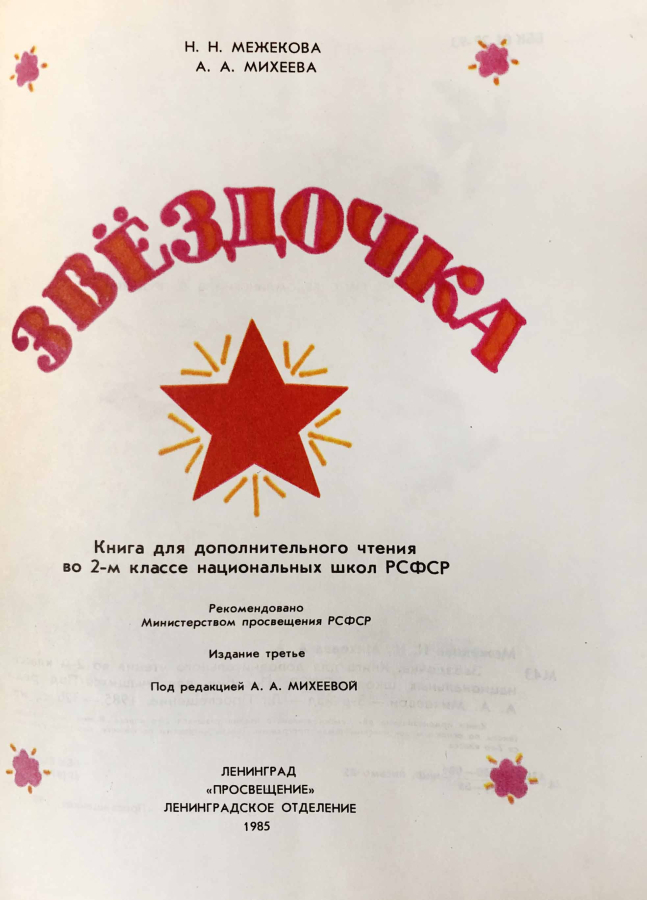 Н. Н. МЕЖЕКОВА
А. А. МИХЕЕВА
ЗВЁЗДОЧКА
Книга для дополнительного чтения
во 2-м классе национальных школ РСФСР
Рекомендовано
Министерством просвещения РСФСР
Издание третье
Под редакцией А. А. МИХЕЕВОЙ
ЛЕНИНГРАД
«ПРОСВЕЩЕНИЕ»
ЛЕНИНГРАДСКОЕ ОТДЕЛЕНИЕ
1985